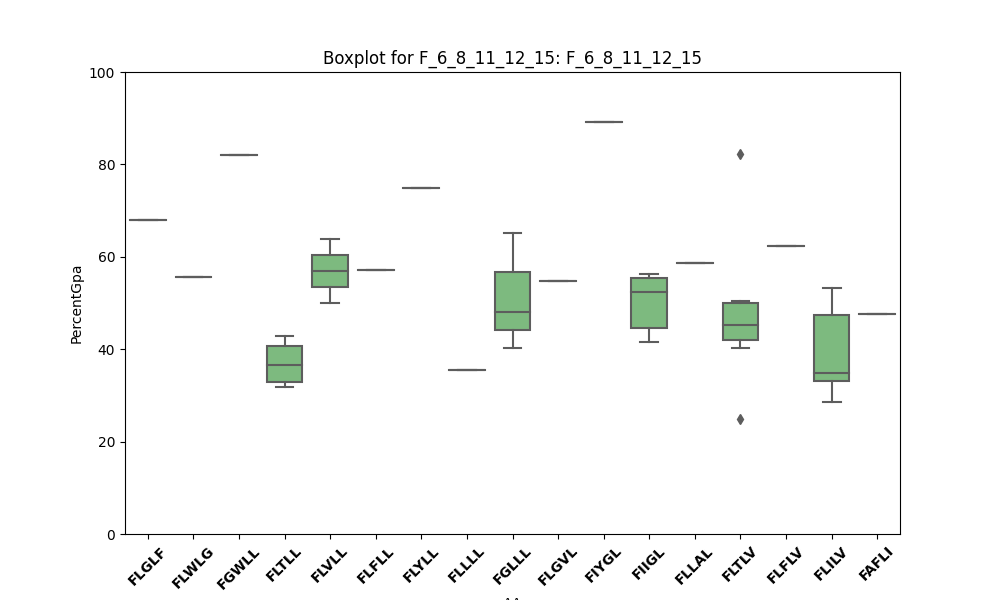 Boxplot for F_6_8_11_12_15: F_6_8_11_12_15
PercentGpa
100
80
60
40
20
0
FLGLF
FLWLG
FGWLL
FLTLL
FLVLL
FLFLL
FLYLL
FLLLL
FGLLL
FLGVL
FIYGL
FIIGL
FLLAL
FLTLV
FLFLV
FLILV
FAFLI